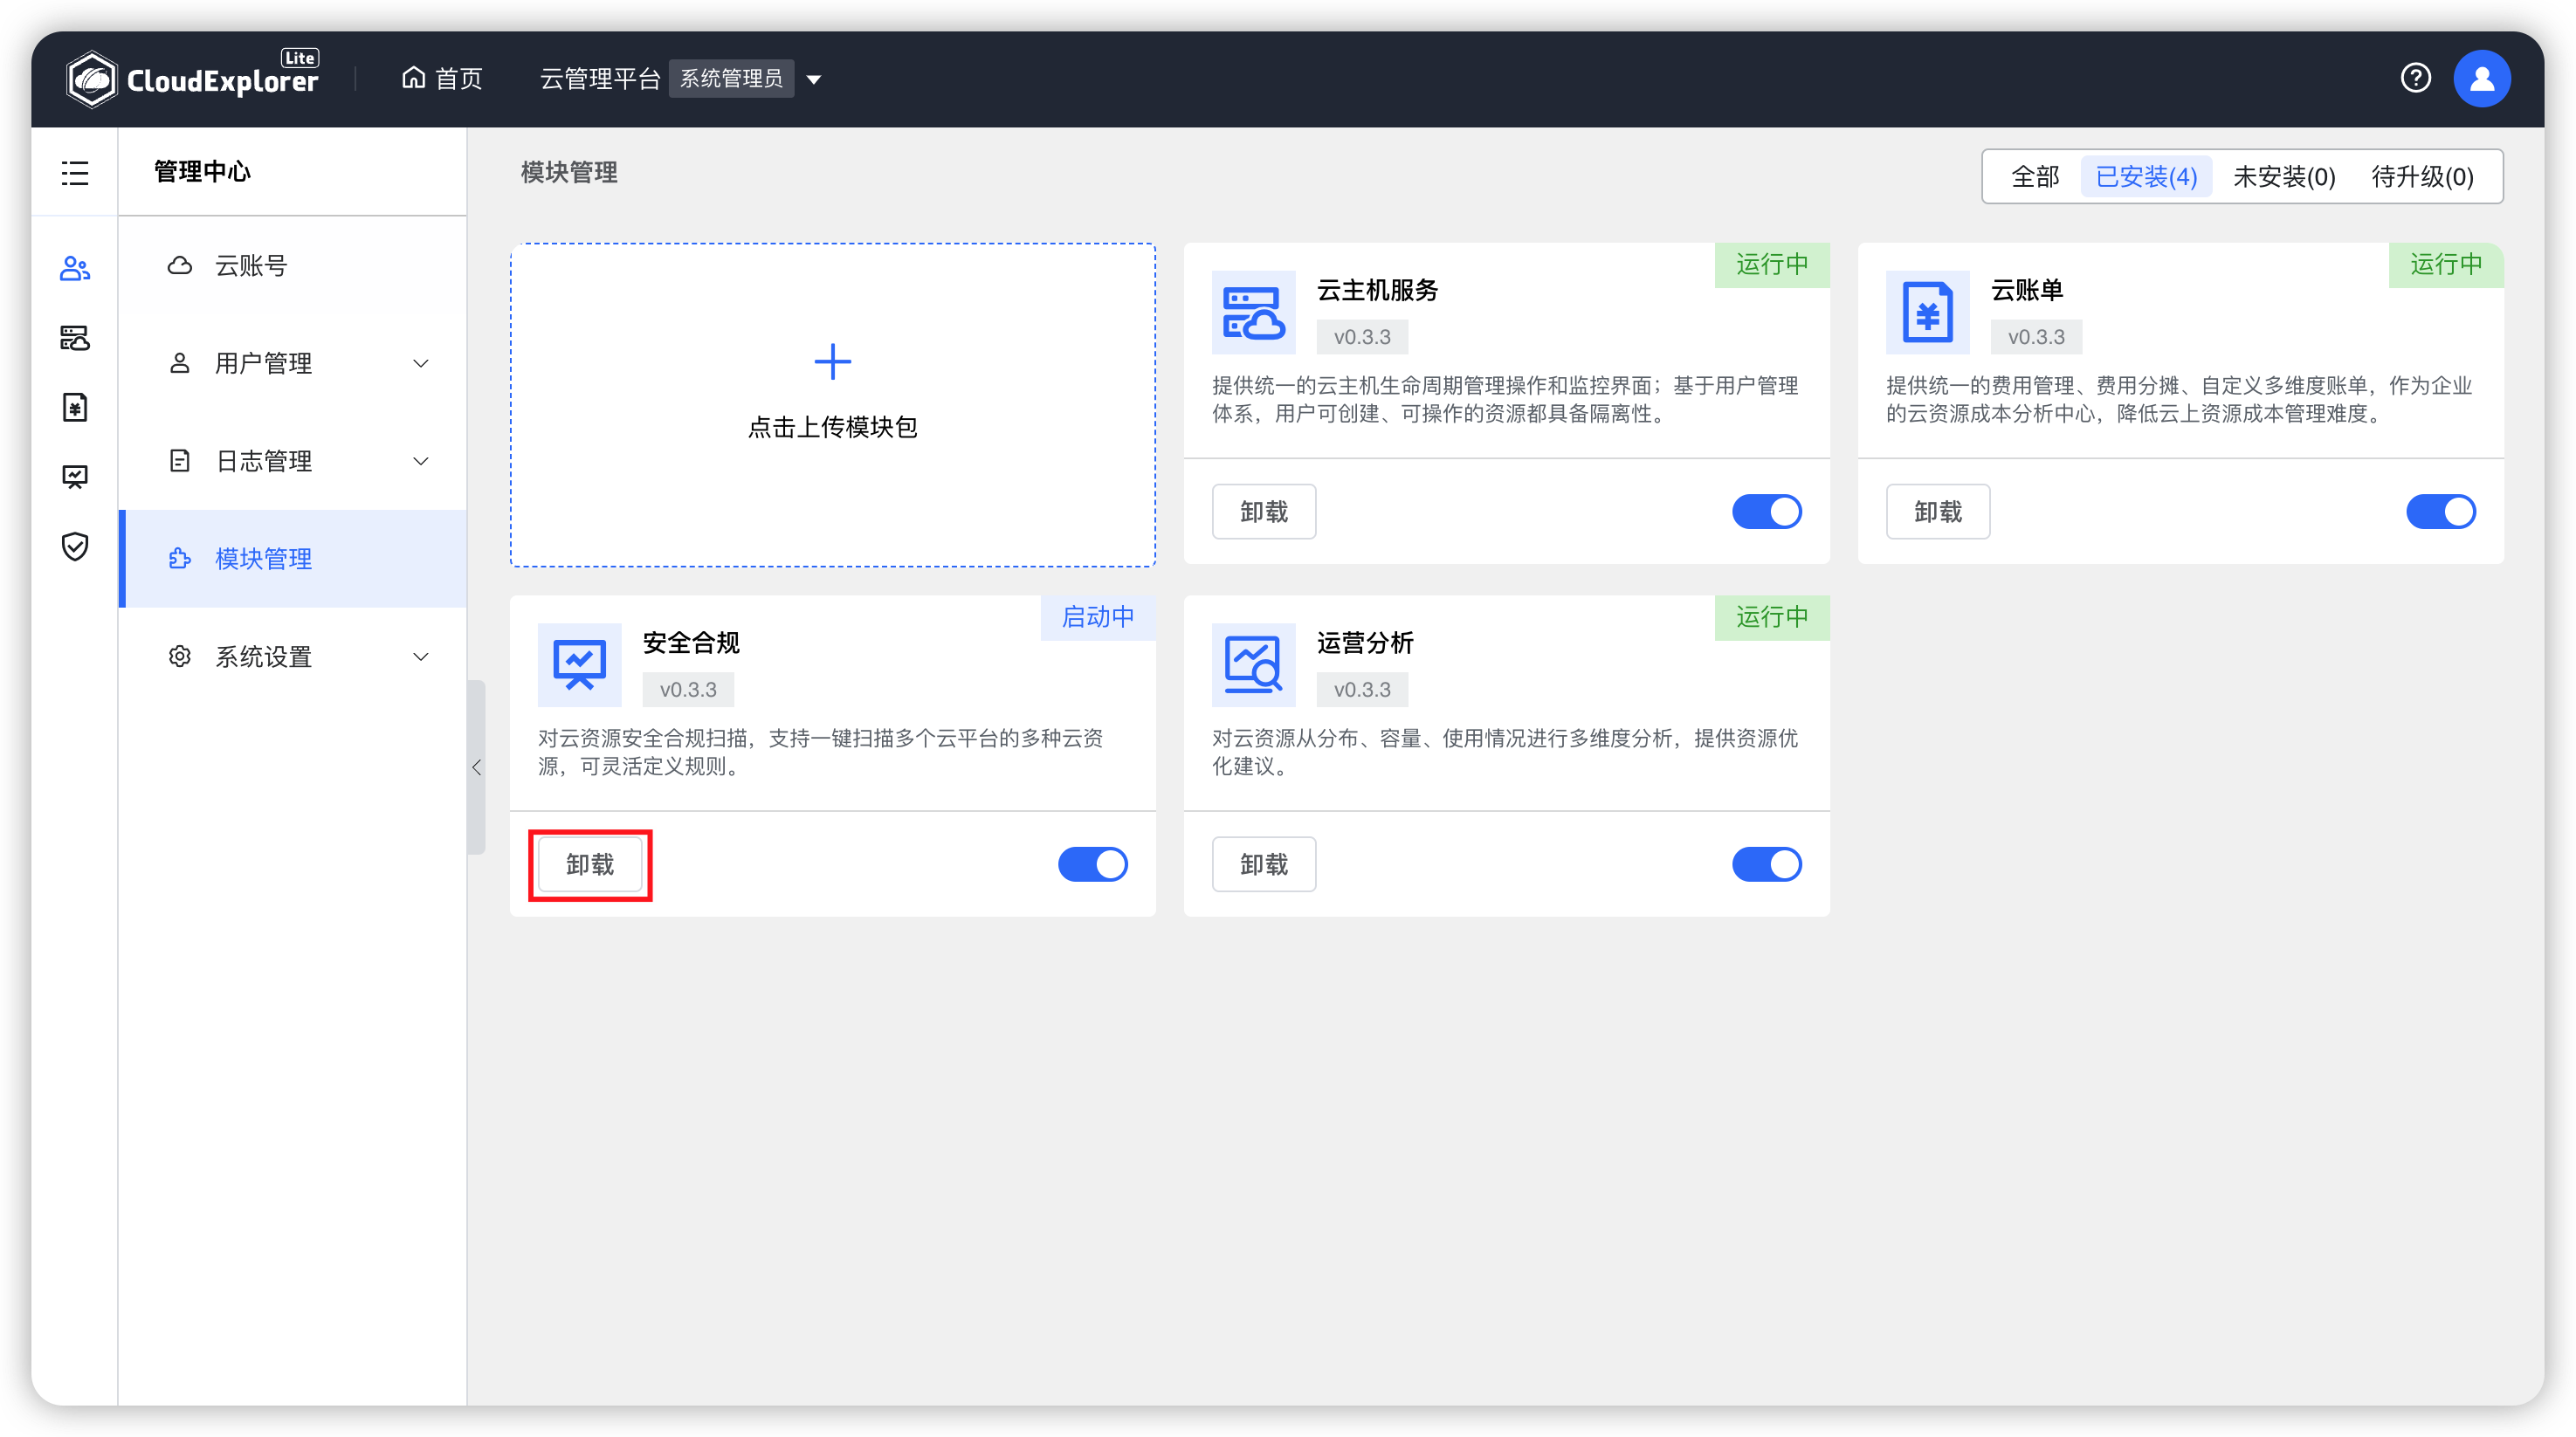 CloudExplorer Lite
首页
云管理平台 系统管理员
管理中心
云账号
用户管理
日志管理
模块管理
系统设置
模块管理
全部 已安装(4) 未安装(0) 待升级(0)
点击上传模块包
运行中
云主机服务
v0.3.3
提供统一的云主机生命周期管理操作和监控界面；基于用户管理
体系，用户可创建、可操作的资源都具备隔离性。
卸载
运行中
云账单
v0.3.3
提供统一的费用管理、费用分摊、自定义多维度账单，作为企业
的云资源成本分析中心，降低云上资源成本管理难度。
卸载
启动中
安全合规
v0.3.3
对云资源安全合规扫描，支持一键扫描多个云平台的多种云资
源，可灵活定义规则。
卸载
运行中
运营分析
v0.3.3
对云资源从分布、容量、使用情况进行多维度分析，提供资源优
化建议。
卸载